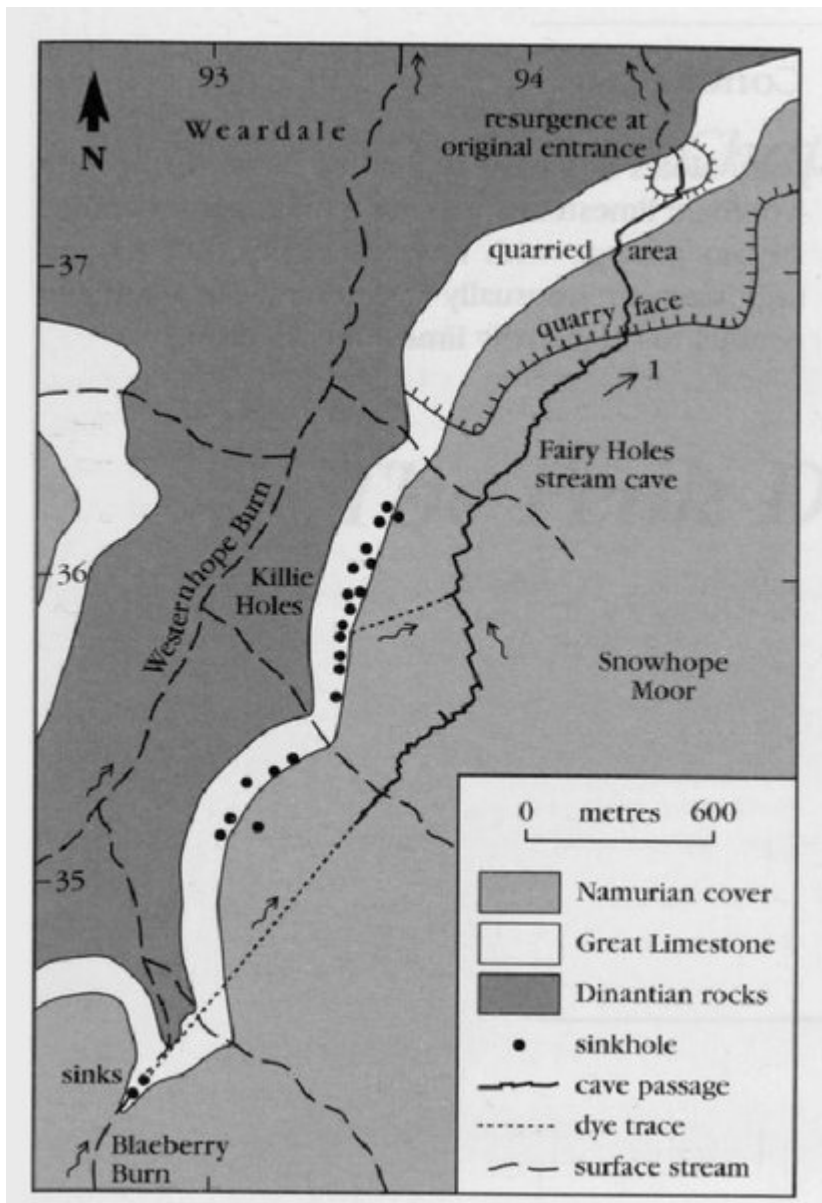 93
94
Weardale
N
resurgence at
original entrance
37
quarried area
quarry face
1
Fairy Holes
stream cave
36
Killie
Holes
Westernhope Burn
Snowhope
Moor
35
sinks
Blaeberry
Burn
0 metres 600
Namurian cover
Great Limestone
Dinantian rocks
sinkhole
cave passage
dye trace
surface stream